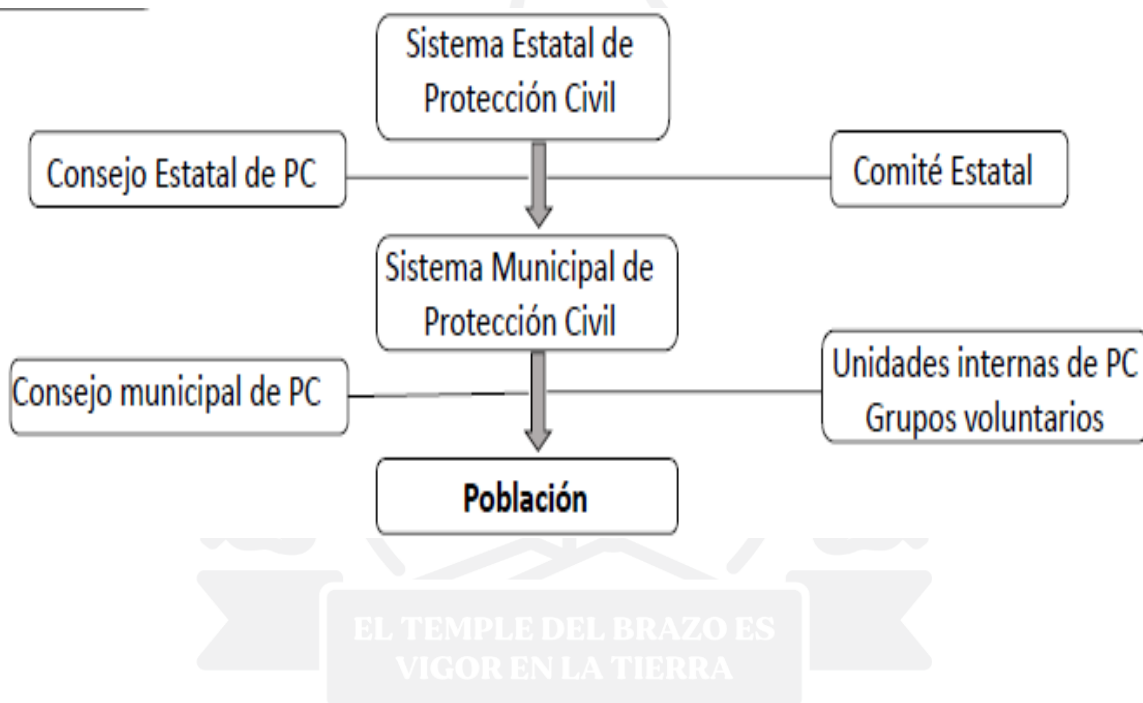 Sistema Estatal de
Protección Civil
Consejo Estatal de PC
Comité Estatal
Sistema Municipal de
Protección Civil
Consejo municipal de PC
Unidades internas de PC
Grupos voluntarios
Población
EL TEMPLE DEL BRAZO ES
VIGOR EN LA TIERRA